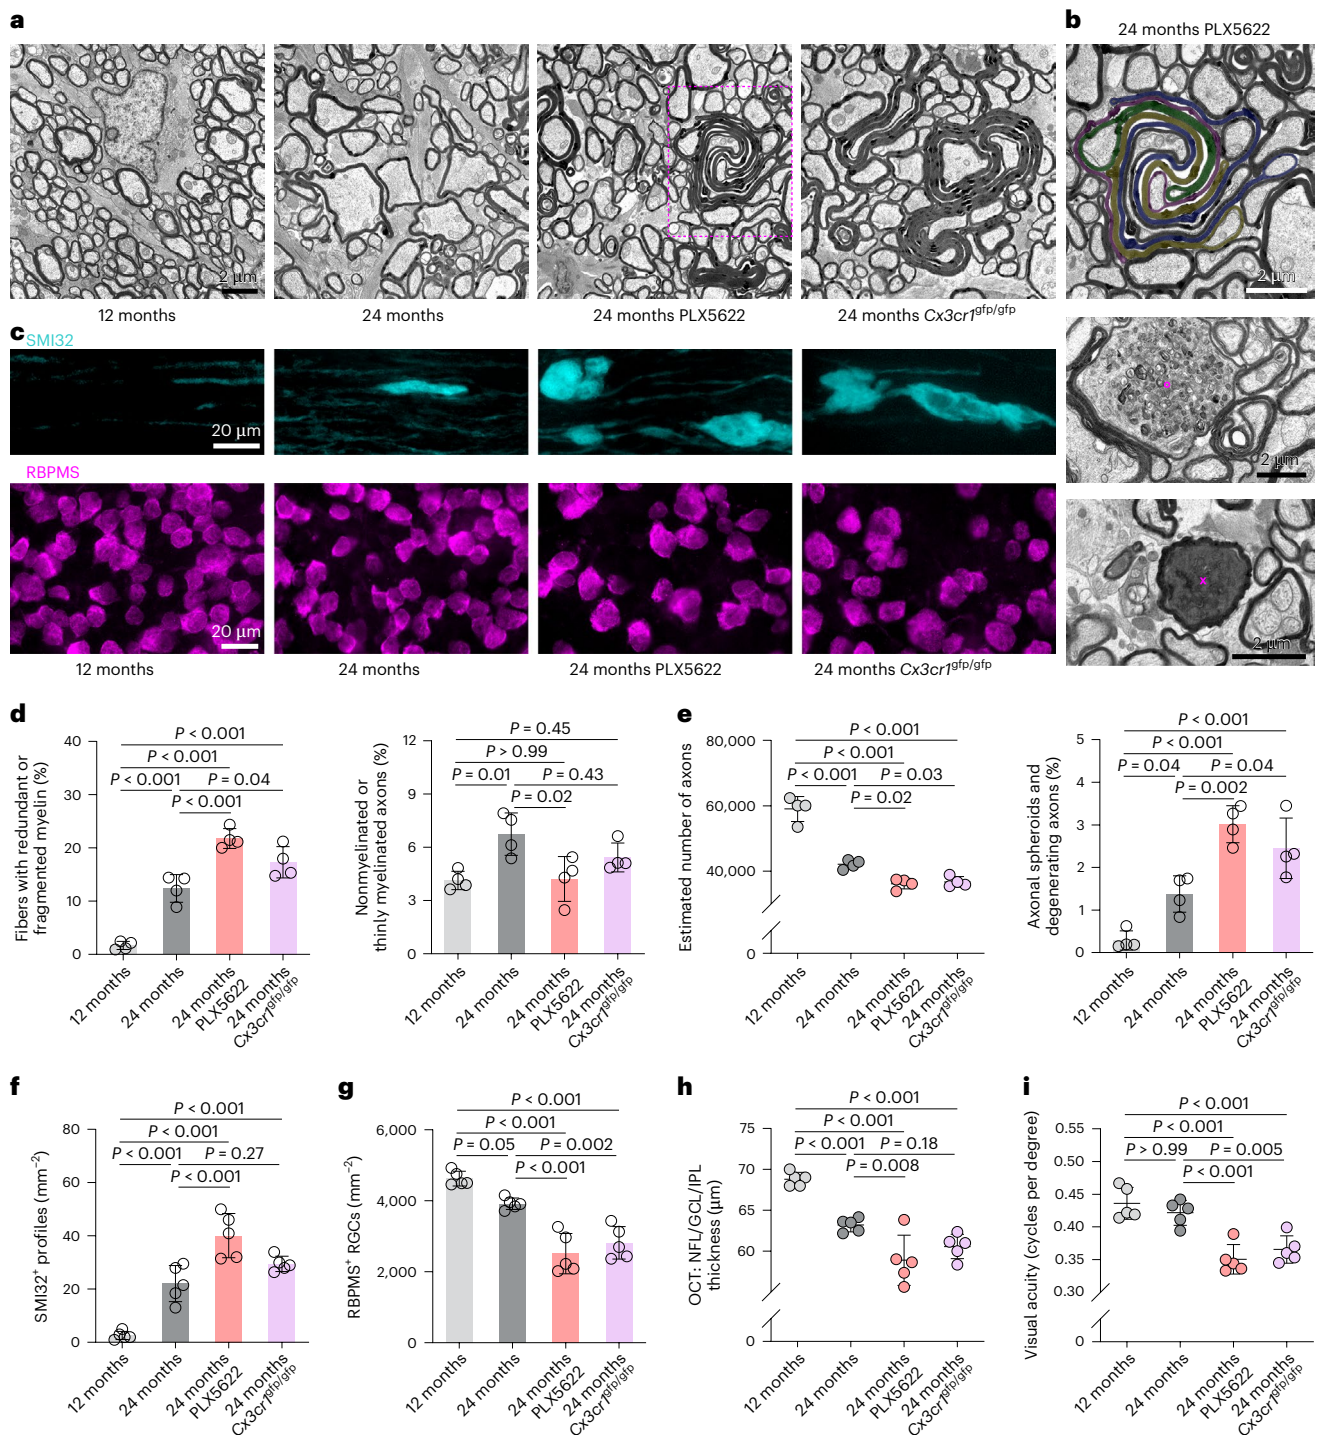 a
b
24 months PLX5622
2 µm
2 µm
12 months
24 months
24 months PLX5622
24 months Cx3cr1gfp/gfp
c
SMI32
20 µm
2 µm
RBPMS
20 µm
2 µm
12 months
24 months
24 months PLX5622
24 months Cx3cr1gfp/gfp
d
Fibers with redundant or
fragmented myelin (%)
40
30
20
10
0
P < 0.001
P < 0.001
P < 0.001
P = 0.04
P < 0.001
12 months
24 months
24 months
PLX5622
24 months
Cx3cr1gfp/gfp
Nonmyelinated or
thinly myelinated axons (%)
12
9
6
3
0
P = 0.45
P > 0.99
P = 0.01
P = 0.43
P = 0.02
12 months
24 months
24 months
PLX5622
24 months
Cx3cr1gfp/gfp
e
Estimated number of axons
80,000
60,000
40,000
0
P < 0.001
P < 0.001
P < 0.001
P = 0.03
P = 0.02
12 months
24 months
24 months
PLX5622
24 months
Cx3cr1gfp/gfp
Axonal spheroids and
degenerating axons (%)
5
4
3
2
1
0
P < 0.001
P < 0.001
P = 0.04
P = 0.04
P = 0.002
12 months
24 months
24 months
PLX5622
24 months
Cx3cr1gfp/gfp
f
SMI32+ profiles (mm−2)
80
60
40
20
0
P < 0.001
P < 0.001
P < 0.001
P = 0.27
P < 0.001
12 months
24 months
24 months
PLX5622
24 months
Cx3cr1gfp/gfp
g
RBPMS+ RGCs (mm−2)
6,000
4,000
2,000
0
P < 0.001
P < 0.001
P = 0.05
P = 0.002
P < 0.001
12 months
24 months
24 months
PLX5622
24 months
Cx3cr1gfp/gfp
h
OCT: NFL/GCL/IPL
thickness (µm)
75
70
65
60
0
P < 0.001
P < 0.001
P < 0.001
P = 0.18
P = 0.008
12 months
24 months
24 months
PLX5622
24 months
Cx3cr1gfp/gfp
i
Visual acuity (cycles per degree)
0.55
0.50
0.45
0.40
0.35
0.30
0
P < 0.001
P < 0.001
P > 0.99
P = 0.005
P < 0.001
12 months
24 months
24 months
PLX5622
24 months
Cx3cr1gfp/gfp